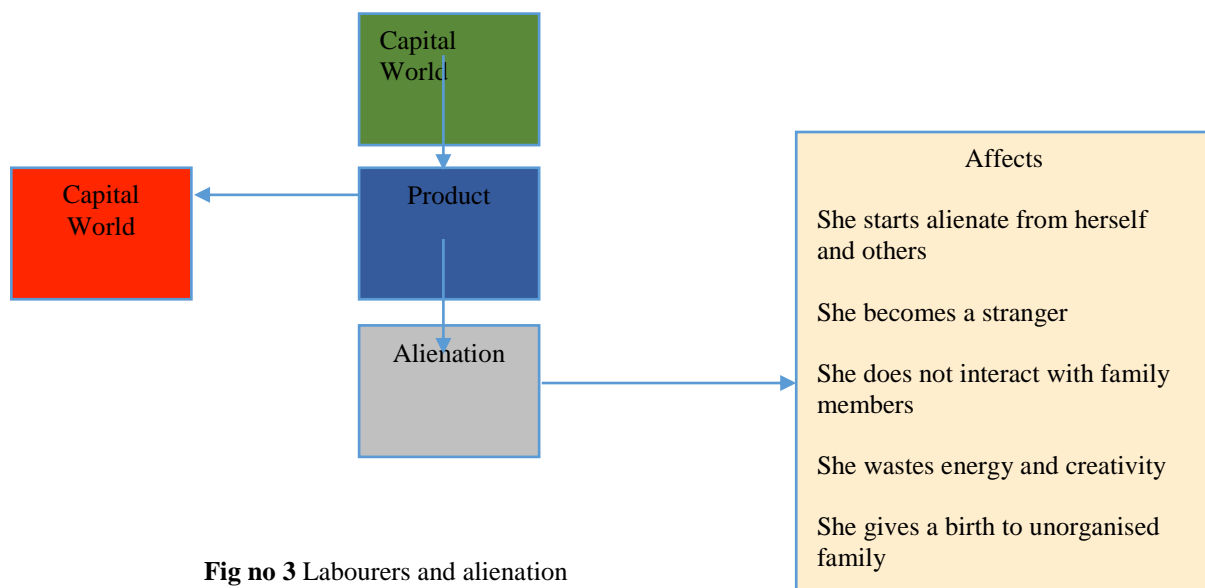 Capital
World
Capital
World
Product
Alienation
Affects
She starts alienate from herself
and others
She becomes a stranger
She does not interact with family
members
She wastes energy and creativity
She gives a birth to unorganised
family
Fig no 3 Labourers and alienation